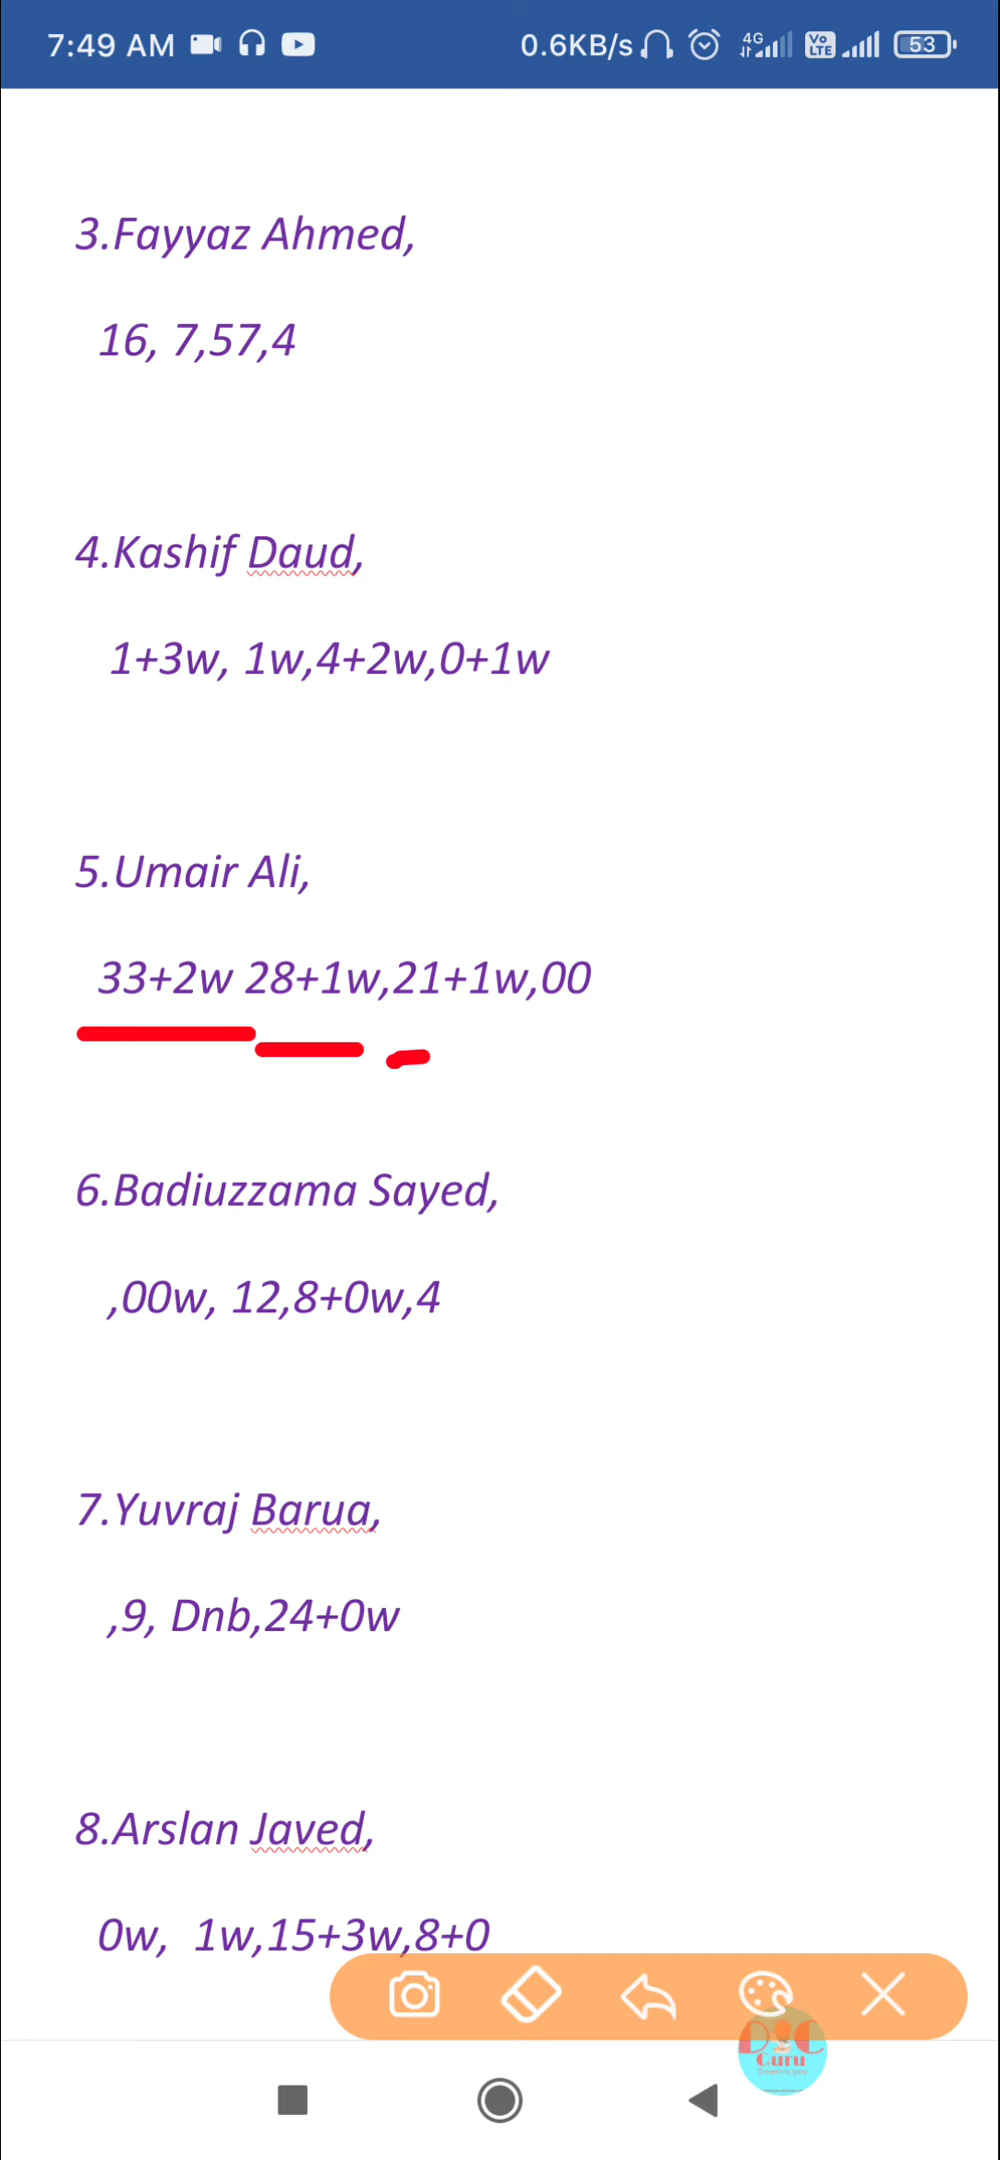 7:49 AM 0.6KB/s 4G Vo LTE 53
3.Fayyaz Ahmed,
16, 7,57,4
4.Kashif Daud,
1+3w, 1w,4+2w,0+1w
5.Umair Ali,
33+2w 28+1w,21+1w,00
6.Badiuzzama Sayed,
,00w, 12,8+0w,4
7.Yuvraj Barua,
,9, Dnb,24+0w
8.Arslan Javed,
0w, 1w,15+3w,8+0
D C
Guru